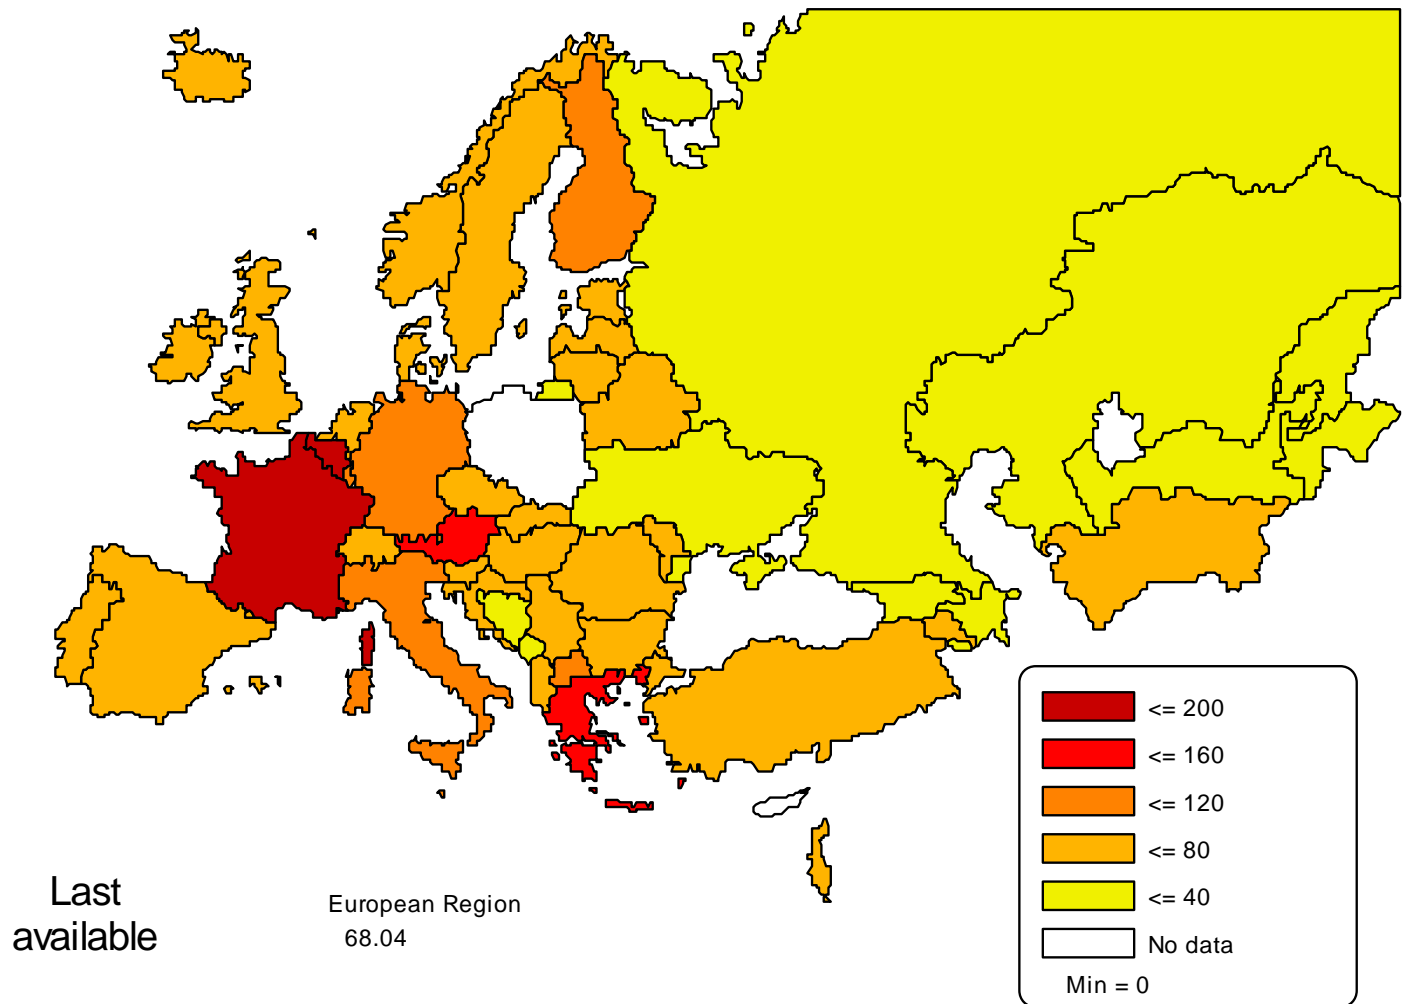 <= 200
<= 160
<= 120
<= 80
<= 40
No data
Min = 0
Last
available
European Region
68.04